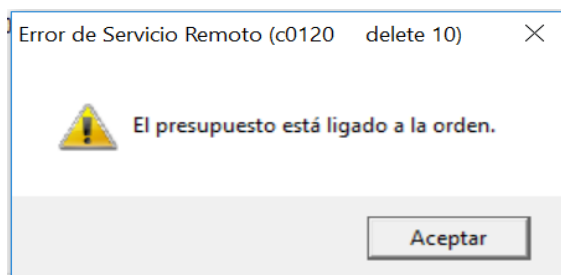 Error de Servicio Remoto (c0120 delete 10)
El presupuesto está ligado a la orden.
Aceptar